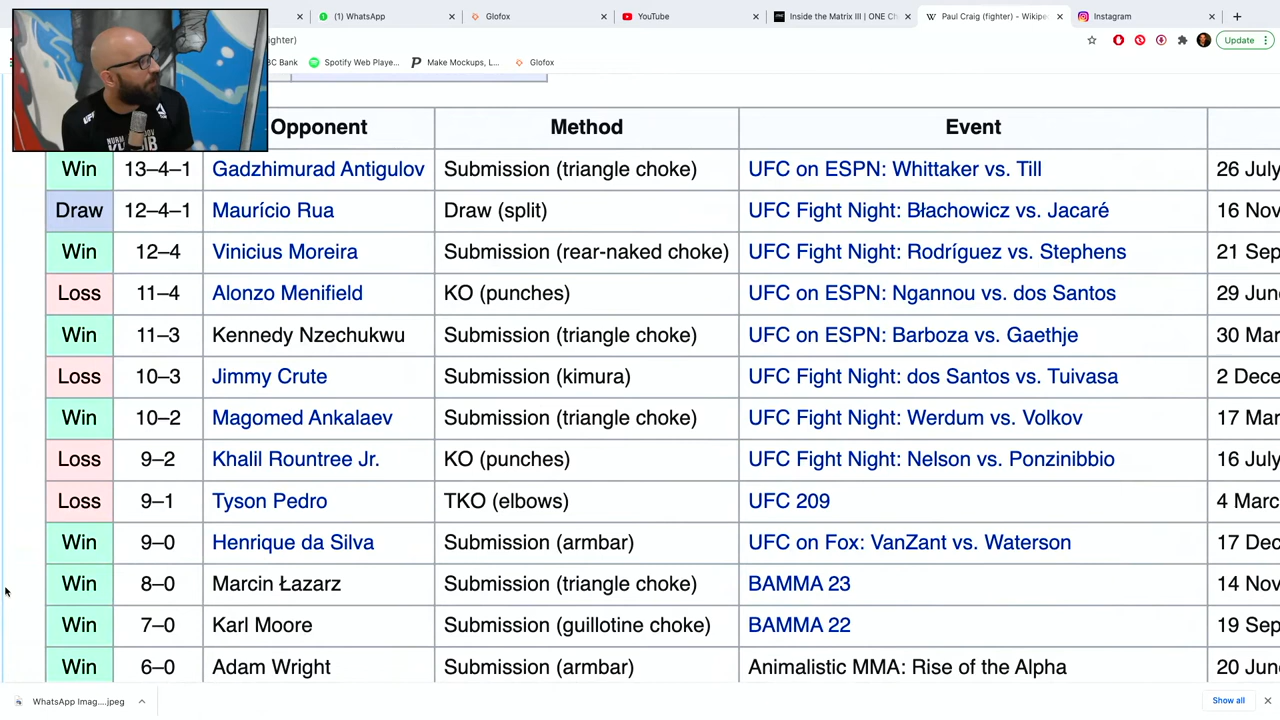 (1) WhatsApp
Glofox
YouTube
Inside the Matrix III | ONE Ch
Paul Craig (fighter) - Wikipe
Instagram
ighter)
Update
BC Bank
Spotify Web Playe...
Make Mockups, L...
Glofox
Opponent Method Event
Win 13–4–1 Gadzhimurad Antigulov Submission (triangle choke) UFC on ESPN: Whittaker vs. Till 26 July
Draw 12–4–1 Maurício Rua Draw (split) UFC Fight Night: Błachowicz vs. Jacaré 16 Nov
Win 12–4 Vinicius Moreira Submission (rear-naked choke) UFC Fight Night: Rodríguez vs. Stephens 21 Sep
Loss 11–4 Alonzo Menifield KO (punches) UFC on ESPN: Ngannou vs. dos Santos 29 June
Win 11–3 Kennedy Nzechukwu Submission (triangle choke) UFC on ESPN: Barboza vs. Gaethje 30 Mar
Loss 10–3 Jimmy Crute Submission (kimura) UFC Fight Night: dos Santos vs. Tuivasa 2 Dece
Win 10–2 Magomed Ankalaev Submission (triangle choke) UFC Fight Night: Werdum vs. Volkov 17 Mar
Loss 9–2 Khalil Rountree Jr. KO (punches) UFC Fight Night: Nelson vs. Ponzinibbio 16 July
Loss 9–1 Tyson Pedro TKO (elbows) UFC 209 4 Marc
Win 9–0 Henrique da Silva Submission (armbar) UFC on Fox: VanZant vs. Waterson 17 Dec
Win 8–0 Marcin Łazarz Submission (triangle choke) BAMMA 23 14 Nov
Win 7–0 Karl Moore Submission (guillotine choke) BAMMA 22 19 Sep
Win 6–0 Adam Wright Submission (armbar) Animalistic MMA: Rise of the Alpha 20 June
WhatsApp Imag....jpeg
Show all